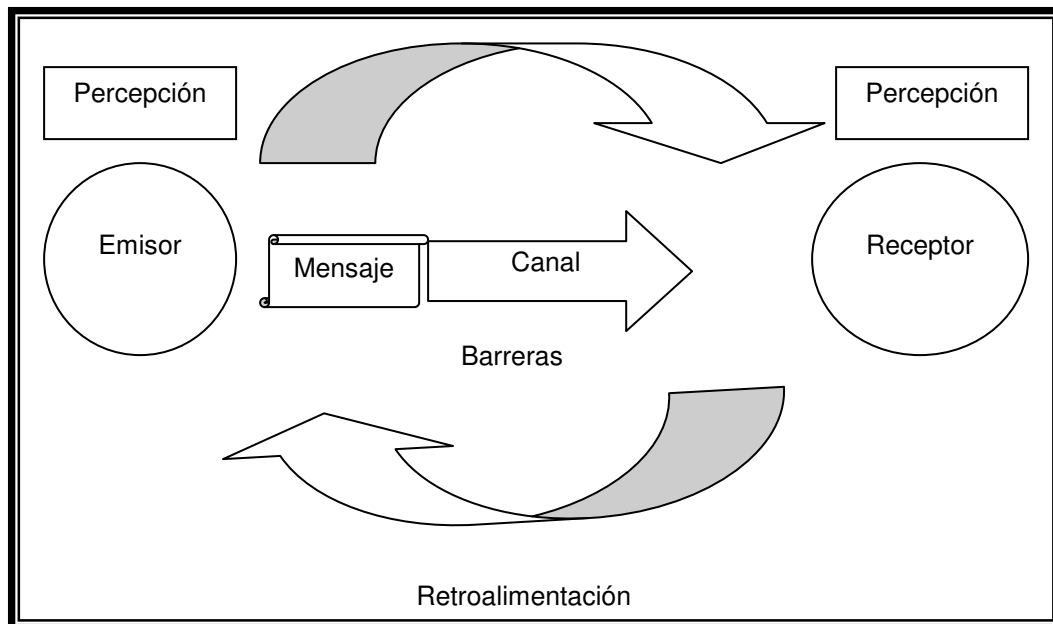 Percepción
Percepción
Emisor
Mensaje
Canal
Receptor
Barreras
Retroalimentación